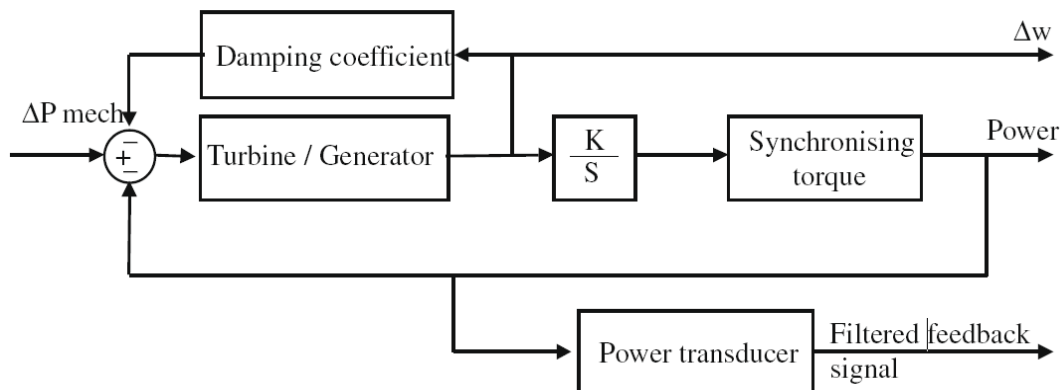 Δw
Damping coefficient
ΔP mech
−
+
−
Turbine / Generator
K
S
Synchronising
torque
Power
Power transducer
Filtered feedback
signal